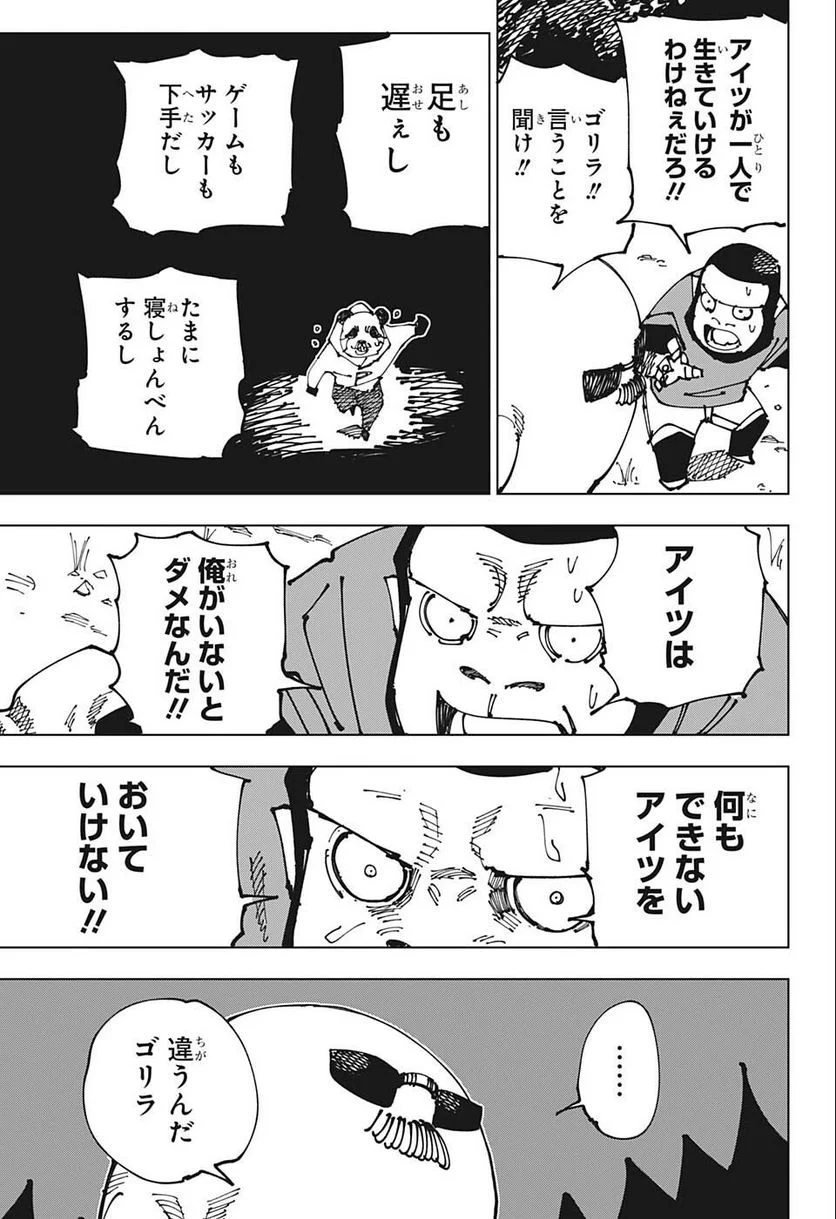 アイツが一人で
生きていける
わけねぇだろ!!
ゴリラ!!
言うことを
聞け!!
足も
遅ぇし
ゲームも
サッカーも
下手だし
たまに
寝しょんべん
するし
アイツは
俺がいないと
ダメなんだ!!
何も
できない
アイツを
おいて
いけない!!
……
違うんだ
ゴリラ